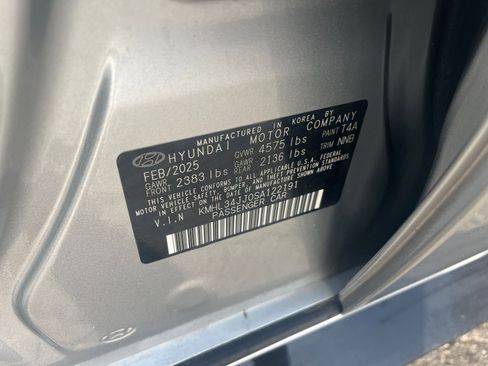 MANUFACTURED IN KOREA BY
HYUNDAI MOTOR COMPANY
FEB/2025 GVWR 4575 lbs PAINT T4A
GAWR FRONT 2383 lbs GAWR REAR 2136 lbs TRIM NNB
THIS VEHICLE CONFORMS TO ALL APPLICABLE U.S.A. FEDERAL
MOTOR VEHICLE SAFETY, BUMPER, AND THEFT PREVENTION STANDARDS
IN EFFECT ON THE DATE OF MANUFACTURE SHOWN ABOVE.
V.I.N KMHL34JJ0SA122191
PASSENGER CAR